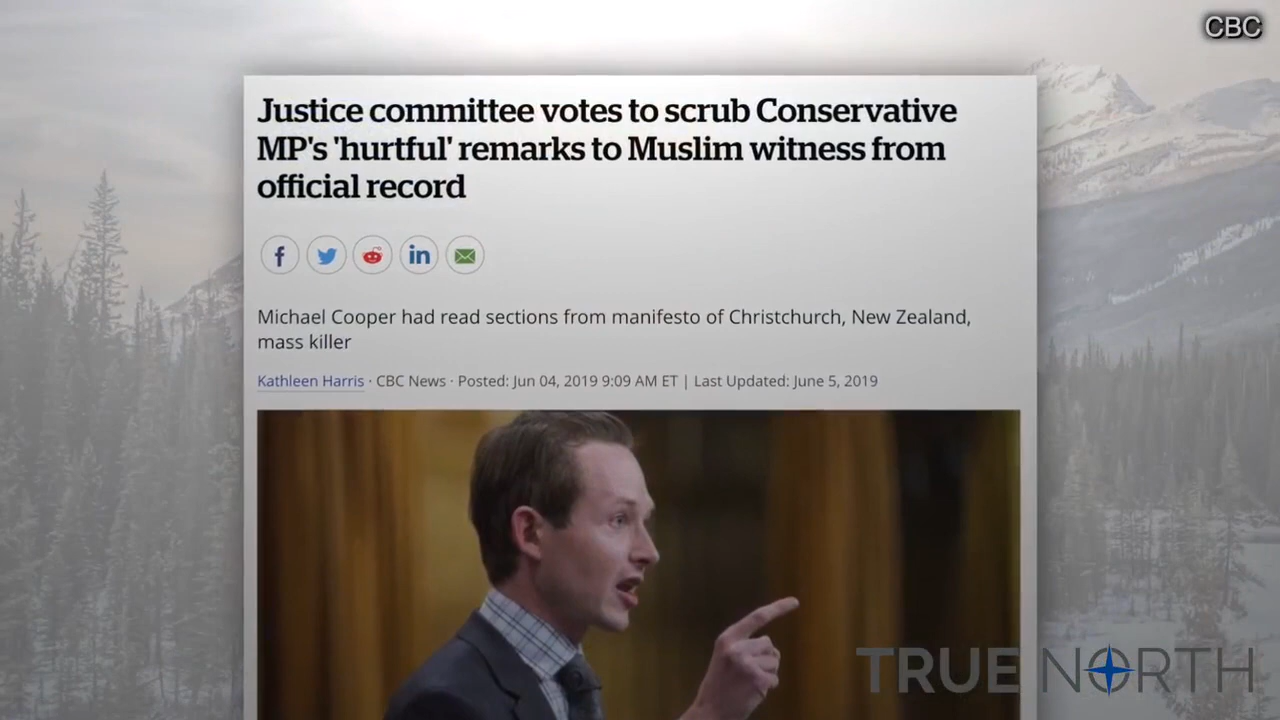 CBC
Justice committee votes to scrub Conservative
MP's 'hurtful' remarks to Muslim witness from
official record
f
in
Michael Cooper had read sections from manifesto of Christchurch, New Zealand,
mass killer
Kathleen Harris · CBC News · Posted: Jun 04, 2019 9:09 AM ET | Last Updated: June 5, 2019
TRUE NORTH